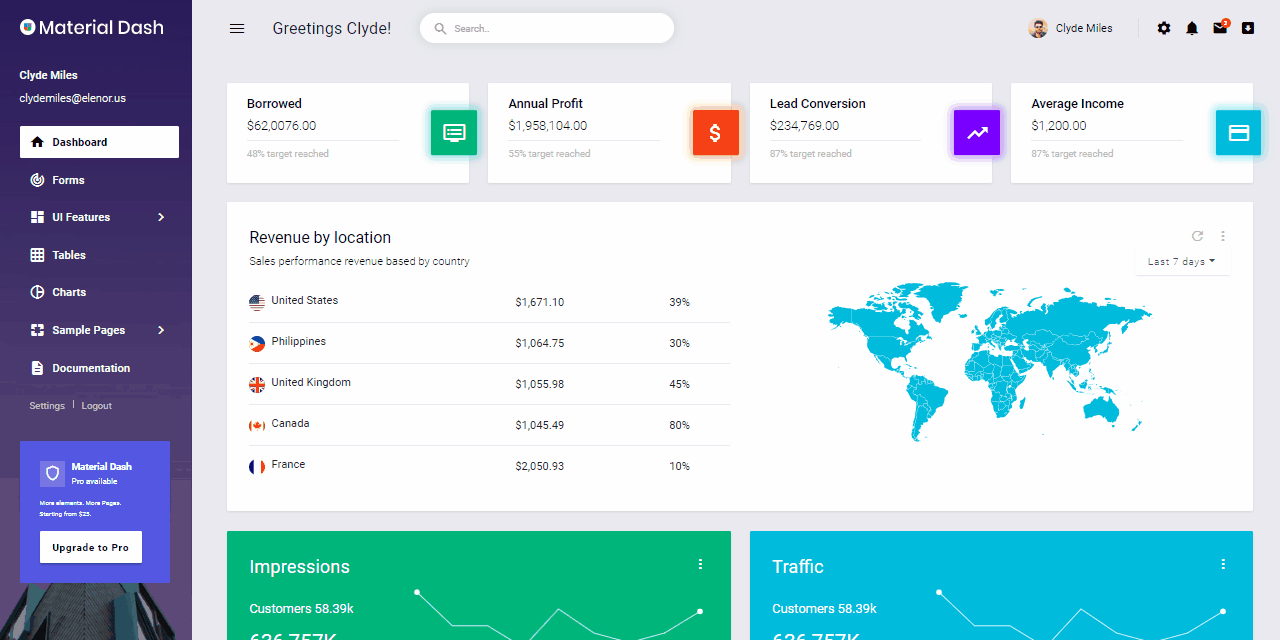 Material Dash
Clyde Miles
clydemiles@elenor.us
Dashboard
Forms
UI Features
Tables
Charts
Sample Pages
Documentation
Settings | Logout
Material Dash
Pro available
More elements. More Pages.
Starting from $23.
Upgrade to Pro
Greetings Clyde!
Search..
Clyde Miles
Borrowed
$62,0076.00
48% target reached
Annual Profit
$1,958,104.00
55% target reached
Lead Conversion
$234,769.00
87% target reached
Average Income
$1,200.00
87% target reached
Revenue by location
Sales performance revenue based by country
Last 7 days
United States $1,671.10 39%
Philippines $1,064.75 30%
United Kingdom $1,055.98 45%
Canada $1,045.49 80%
France $2,050.93 10%
Impressions
Customers 58.39k
636,757K
Traffic
Customers 58.39k
636,757K